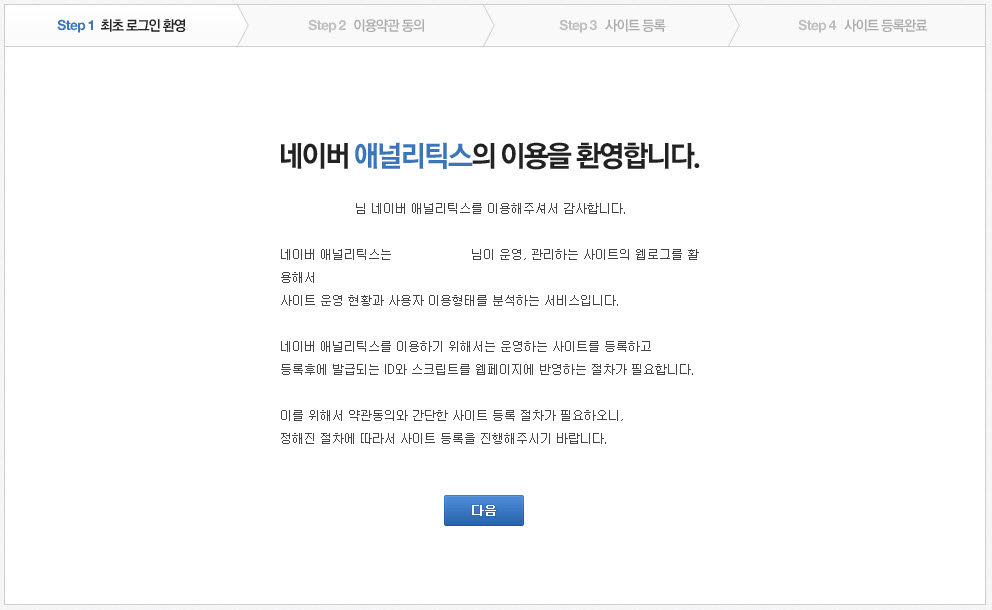 Step 1 최초 로그인 환영
Step 2 이용약관 동의
Step 3 사이트 등록
Step 4 사이트 등록완료
네이버 애널리틱스의 이용을 환영합니다.
님 네이버 애널리틱스를 이용해주셔서 감사합니다.
네이버 애널리틱스는 님이 운영, 관리하는 사이트의 웹로그를 활
용해서
사이트 운영 현황과 사용자 이용형태를 분석하는 서비스입니다.
네이버 애널리틱스를 이용하기 위해서는 운영하는 사이트를 등록하고
등록후에 발급되는 ID와 스크립트를 웹페이지에 반영하는 절차가 필요합니다.
이를 위해서 약관동의와 간단한 사이트 등록 절차가 필요하오니,
정해진 절차에 따라서 사이트 등록을 진행해주시기 바랍니다.
다음